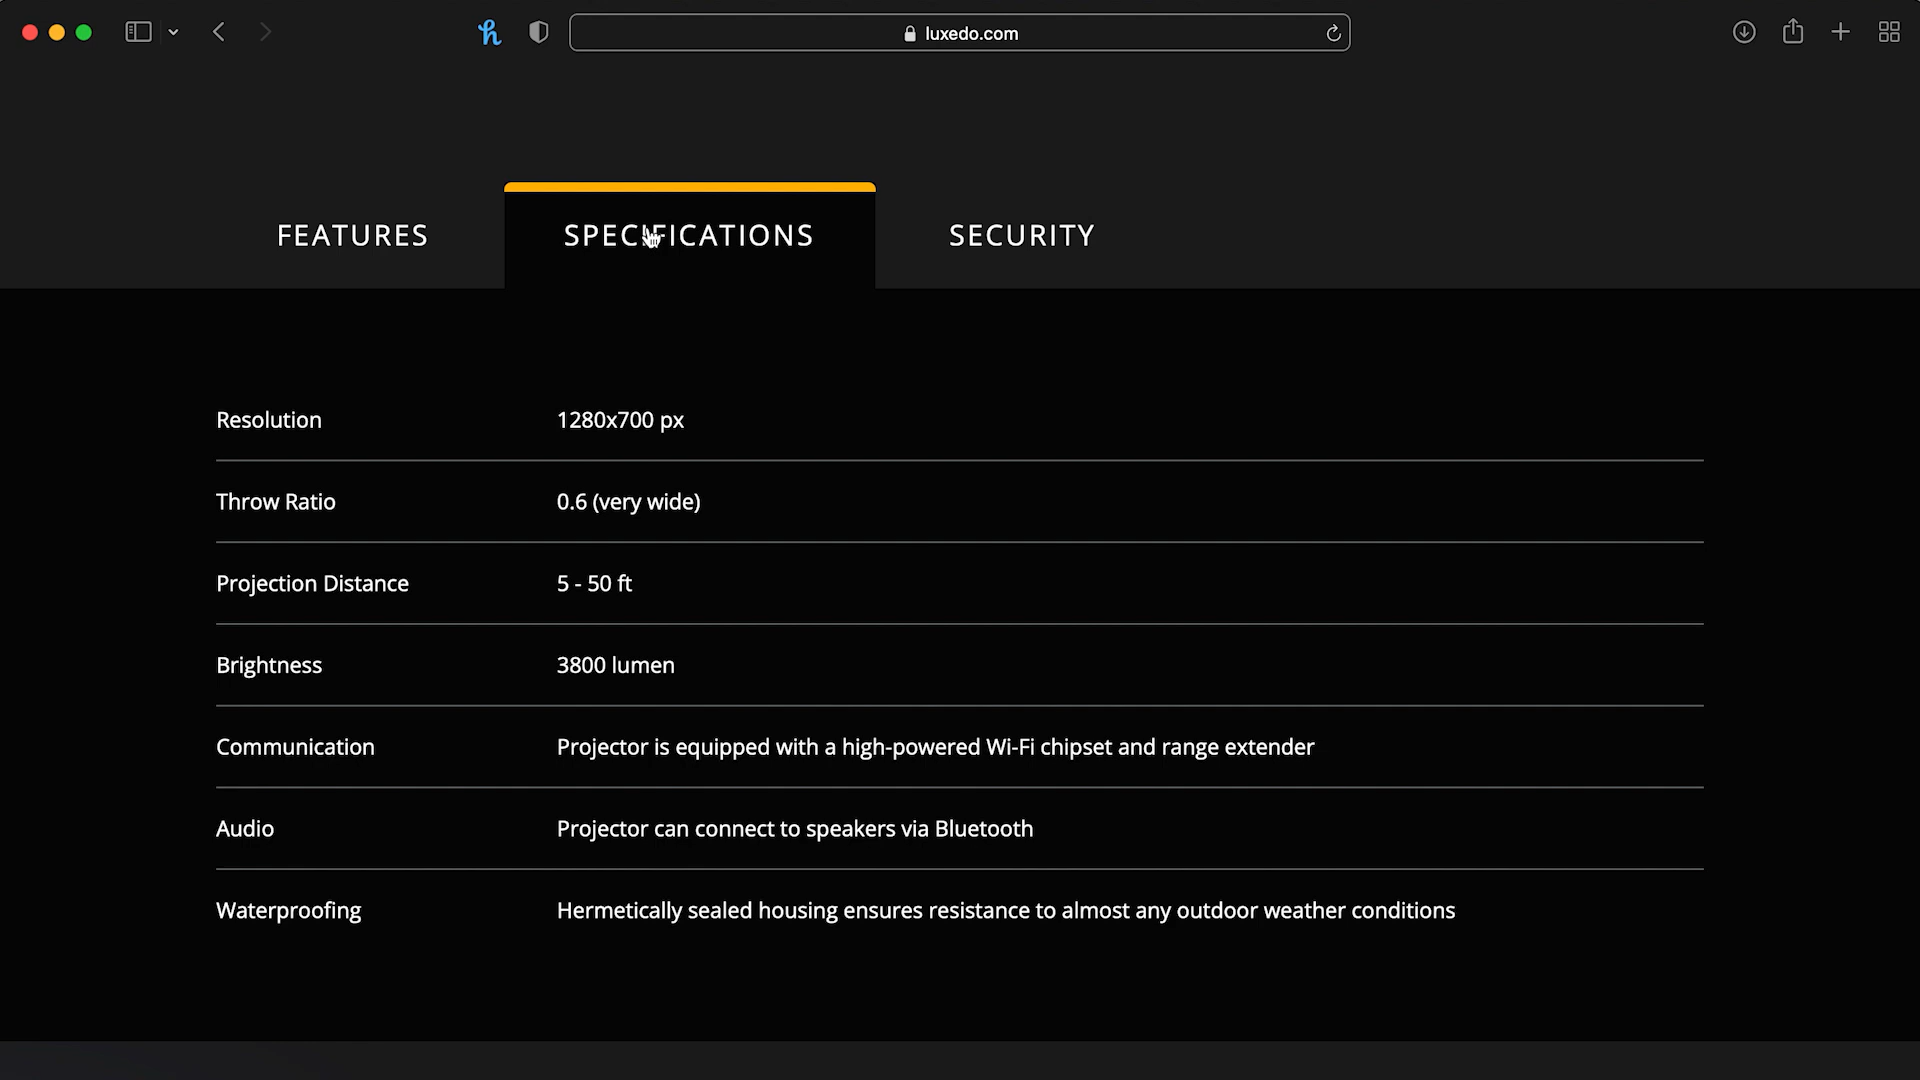 luxedo.com
FEATURES
SPECIFICATIONS
SECURITY
Resolution 1280x700 px
Throw Ratio 0.6 (very wide)
Projection Distance 5 - 50 ft
Brightness 3800 lumen
Communication Projector is equipped with a high-powered Wi-Fi chipset and range extender
Audio Projector can connect to speakers via Bluetooth
Waterproofing Hermetically sealed housing ensures resistance to almost any outdoor weather conditions